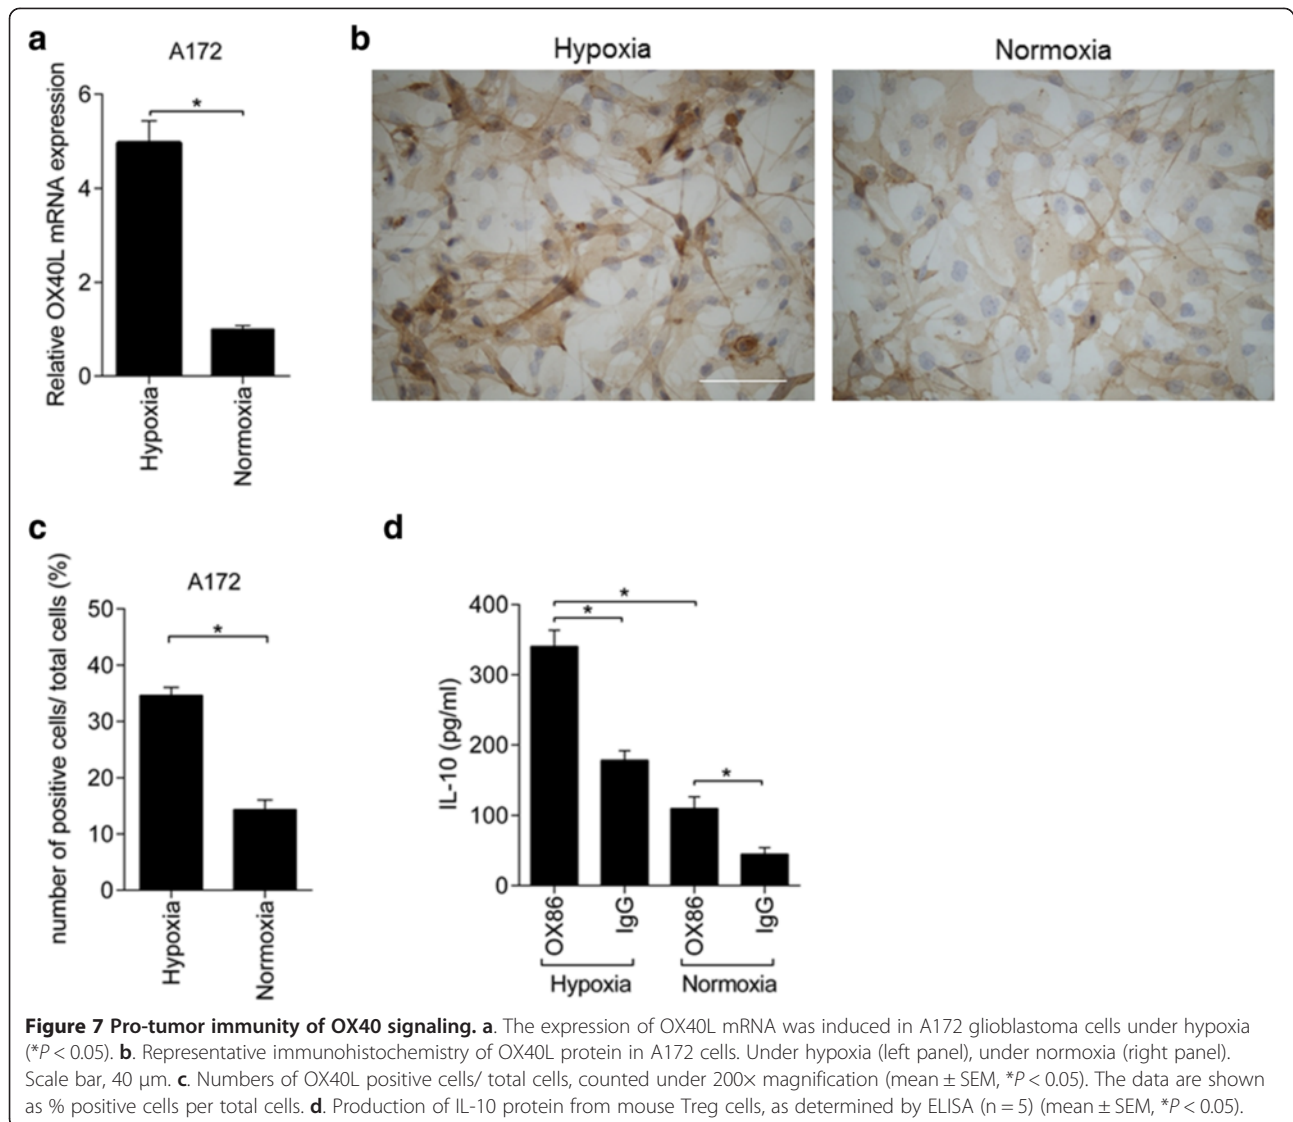 a
A172
Relative OX40L mRNA expression
6
4
2
0
*
Hypoxia
Normoxia
b
Hypoxia
Normoxia
c
A172
number of positive cells/ total cells (%)
50
40
30
20
10
0
*
Hypoxia
Normoxia
d
IL-10 (pg/ml)
400
300
200
100
0
*
*
*
OX86
IgG
OX86
IgG
Hypoxia
Normoxia
Figure 7 Pro-tumor immunity of OX40 signaling. a. The expression of OX40L mRNA was induced in A172 glioblastoma cells under hypoxia
(*P < 0.05). b. Representative immunohistochemistry of OX40L protein in A172 cells. Under hypoxia (left panel), under normoxia (right panel).
Scale bar, 40 μm. c. Numbers of OX40L positive cells/ total cells, counted under 200× magnification (mean ± SEM, *P < 0.05). The data are shown
as % positive cells per total cells. d. Production of IL-10 protein from mouse Treg cells, as determined by ELISA (n = 5) (mean ± SEM, *P < 0.05).